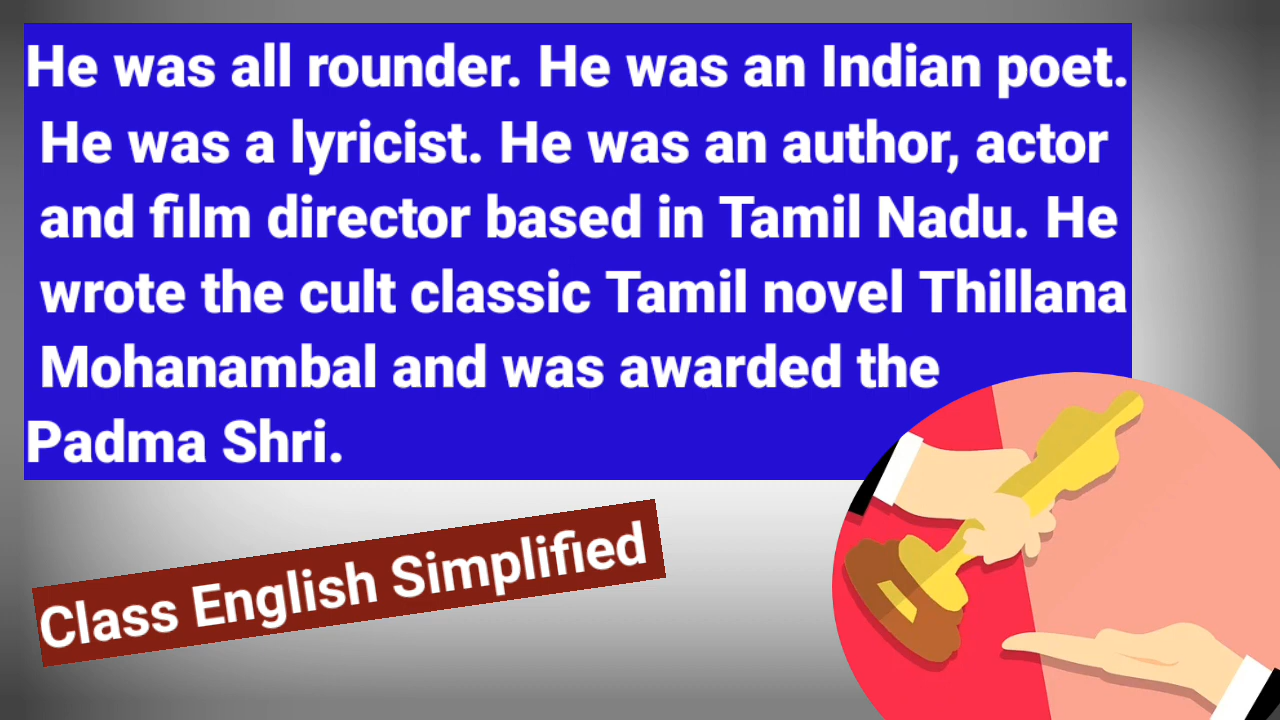 He was all rounder. He was an Indian poet.
He was a lyricist. He was an author, actor
and film director based in Tamil Nadu. He
wrote the cult classic Tamil novel Thillana
Mohanambal and was awarded the
Padma Shri.
Class English Simplified